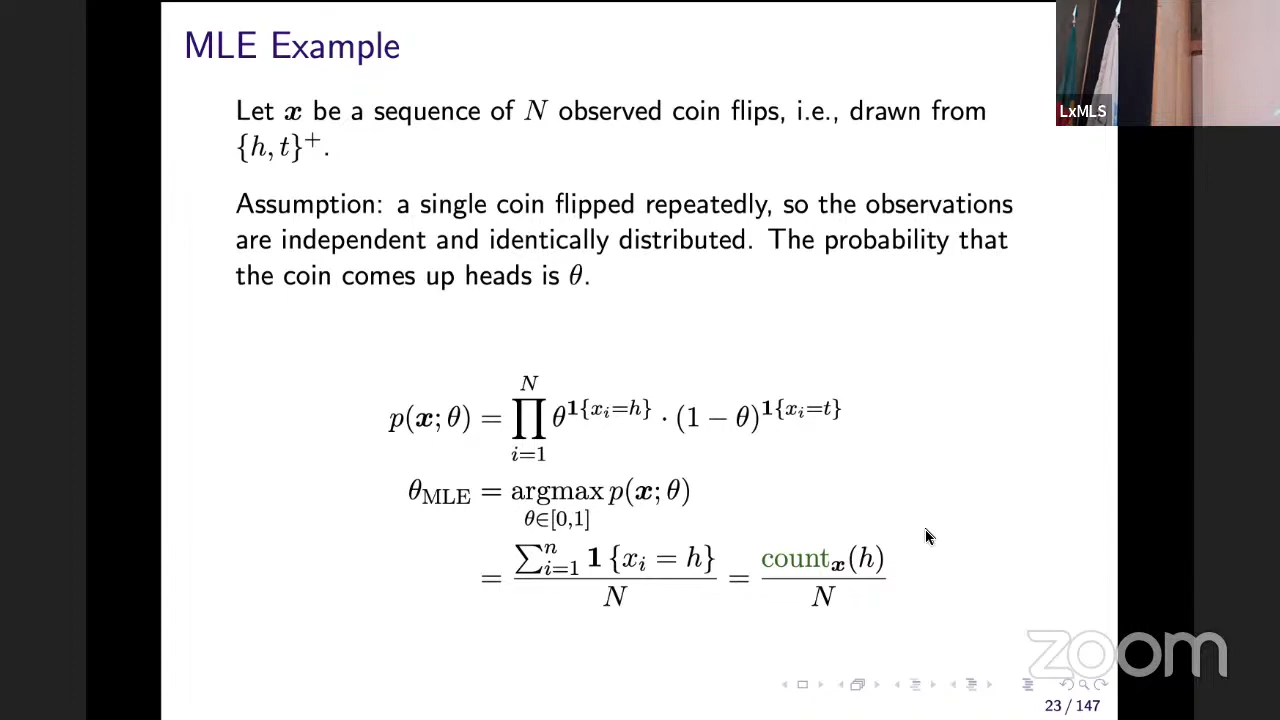 MLE Example
LxMLS
Let x be a sequence of N observed coin flips, i.e., drawn from
{h, t}⁺.
Assumption: a single coin flipped repeatedly, so the observations
are independent and identically distributed. The probability that
the coin comes up heads is θ.
p(x; θ) = ∏_{i=1}^{N} θ^{1{x_i=h}} · (1 − θ)^{1{x_i=t}}
θ_MLE = argmax_{θ∈[0,1]} p(x; θ)
= \frac{∑_{i=1}^{n} 1 {x_i = h}}{N} = \frac{count_x(h)}{N}
zoom
23 / 147